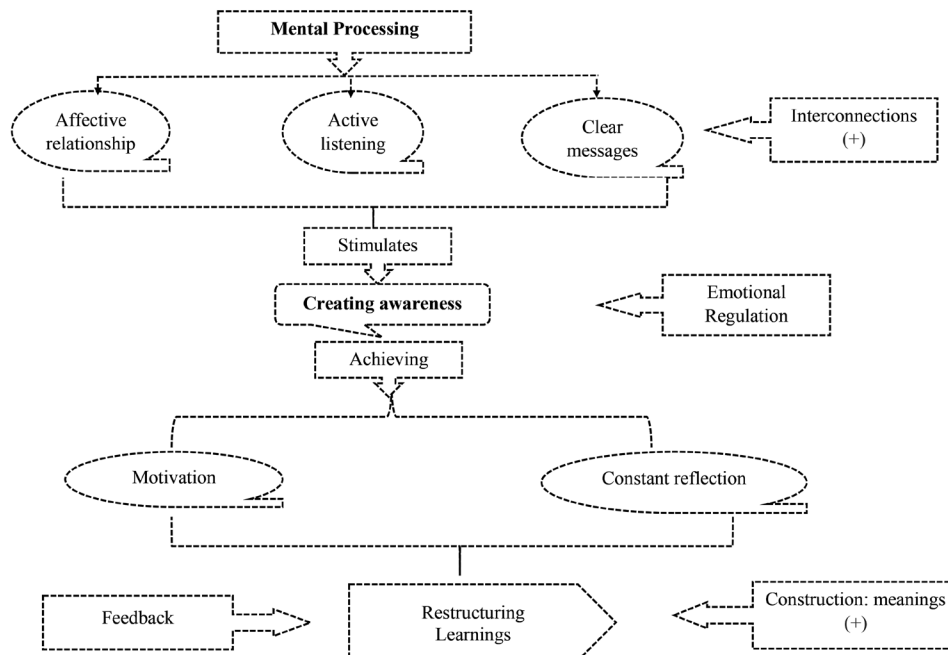 Mental Processing
Affective
relationship
Active
listening
Clear
messages
Interconnections
(+)
Stimulates
Creating awareness
Emotional
Regulation
Achieving
Motivation
Constant reflection
Feedback
Restructuring
Learnings
Construction: meanings
(+)